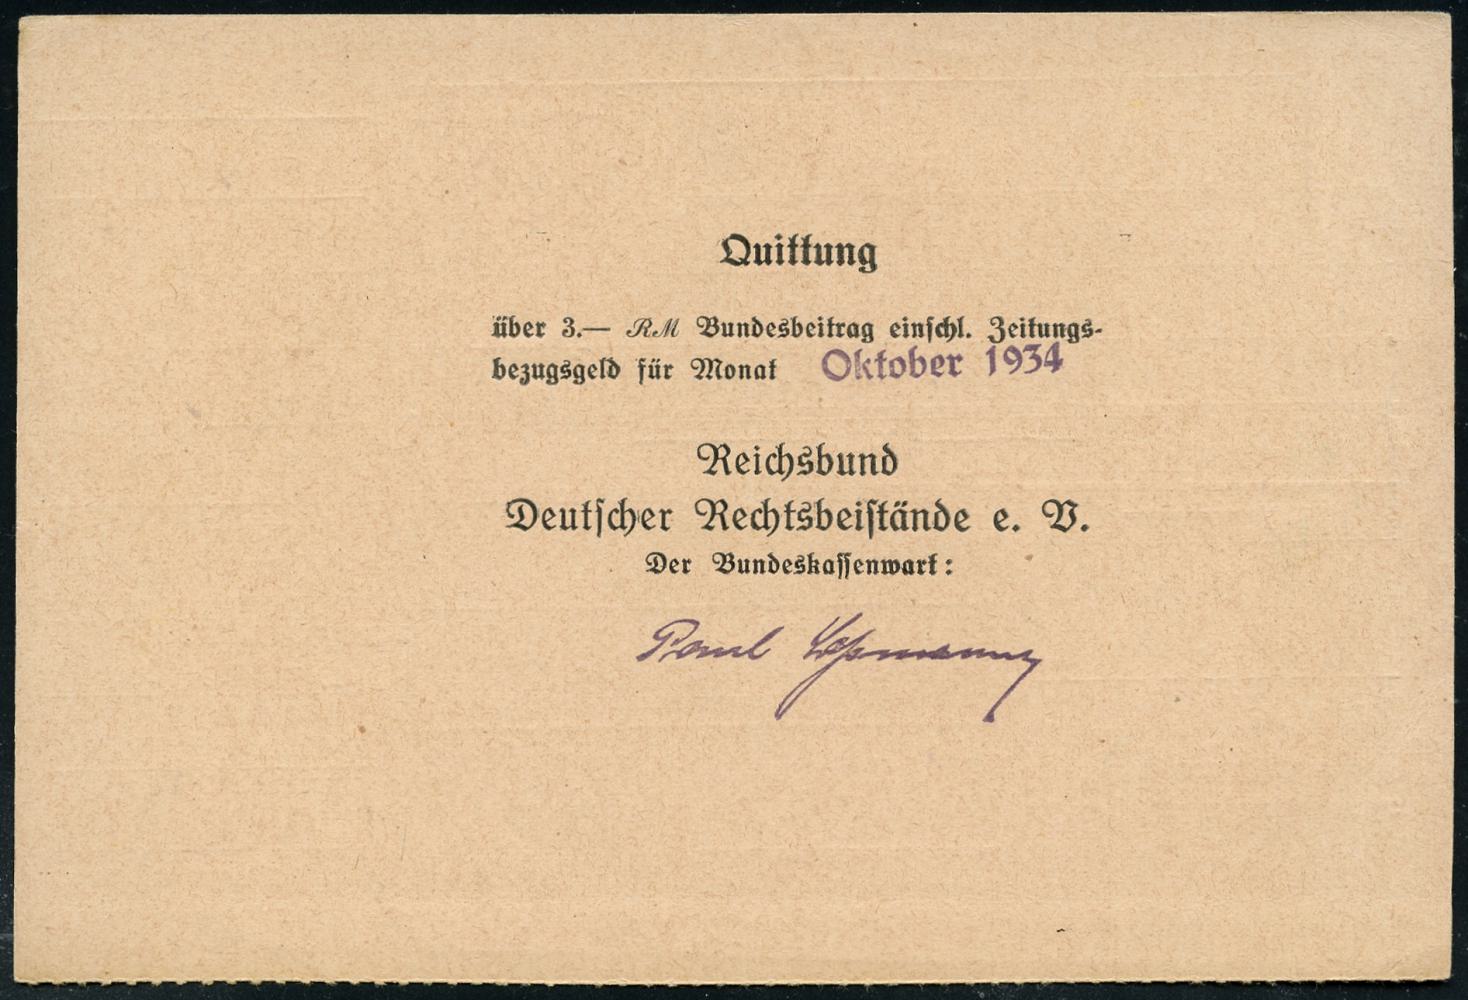 Quittung
über 3.— RM Bundesbeitrag einschl. Zeitungs-
bezugsgeld für Monat Oktober 1934
Reichsbund
Deutscher Rechtsbeistände e. V.
Der Bundeskassenwart:
Paul